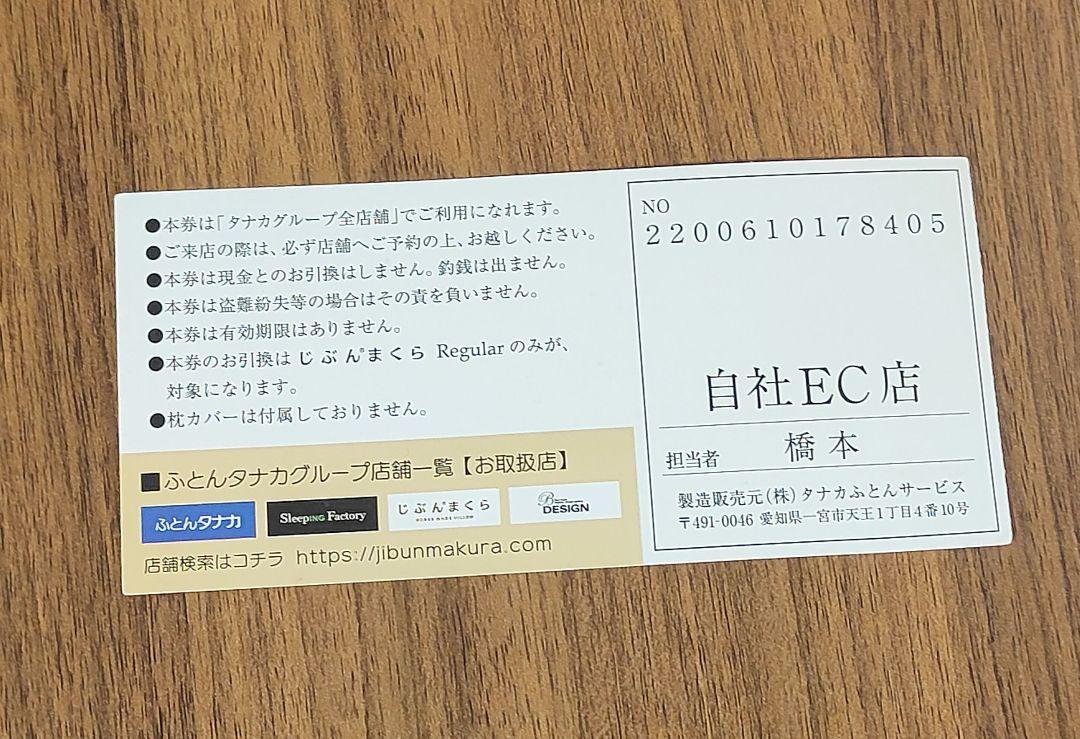 ●本券は「タナカグループ全店舗」でご利用になれます。
●ご来店の際は、必ず店舗へご予約の上、お越しください。
●本券は現金とのお引換はしません。釣銭は出ません。
●本券は盗難紛失等の場合はその責を負いません。
●本券は有効期限はありません。
●本券のお引換は じぶんまくら Regular のみが、
対象になります。
●枕カバーは付属しておりません。
■ふとんタナカグループ店舗一覧【お取扱店】
ふとんタナカ
SleepING Factory
じぶんまくら
B DESIGN
店舗検索はコチラ https://jibunmakura.com
NO
2200610178405
自社EC店
担当者 橋本
製造販売元(株)タナカふとんサービス
〒491-0046 愛知県一宮市天王1丁目4番10号